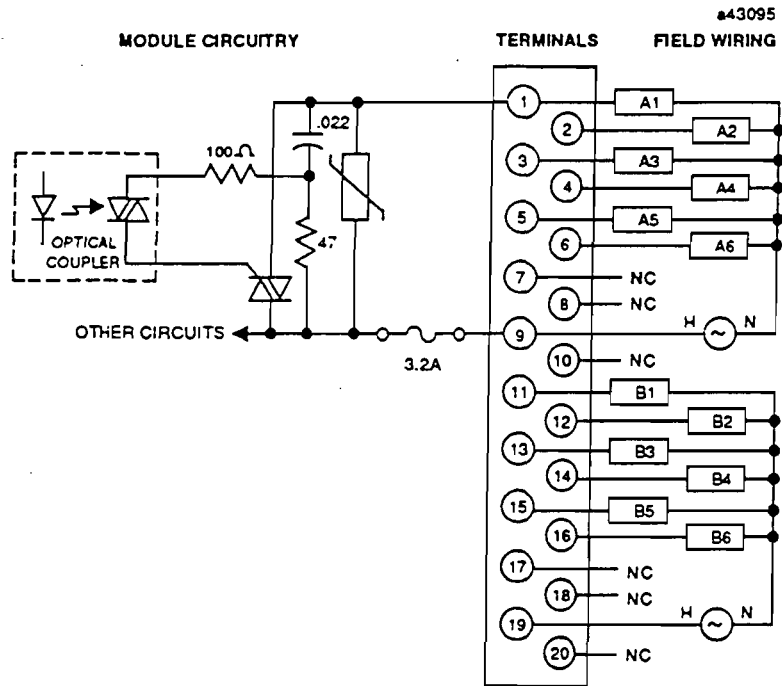 a43095
MODULE CIRCUITRY TERMINALS FIELD WIRING
1 A1
.022
2 A2
100Ω
3 A3
4 A4
5 A5
47
OPTICAL
COUPLER
6 A6
7 NC
8 NC
OTHER CIRCUITS 9 H ~ N
3.2A
10 NC
11 B1
12 B2
13 B3
14 B4
15 B5
16 B6
17 NC
18 NC
19 H ~ N
20 NC